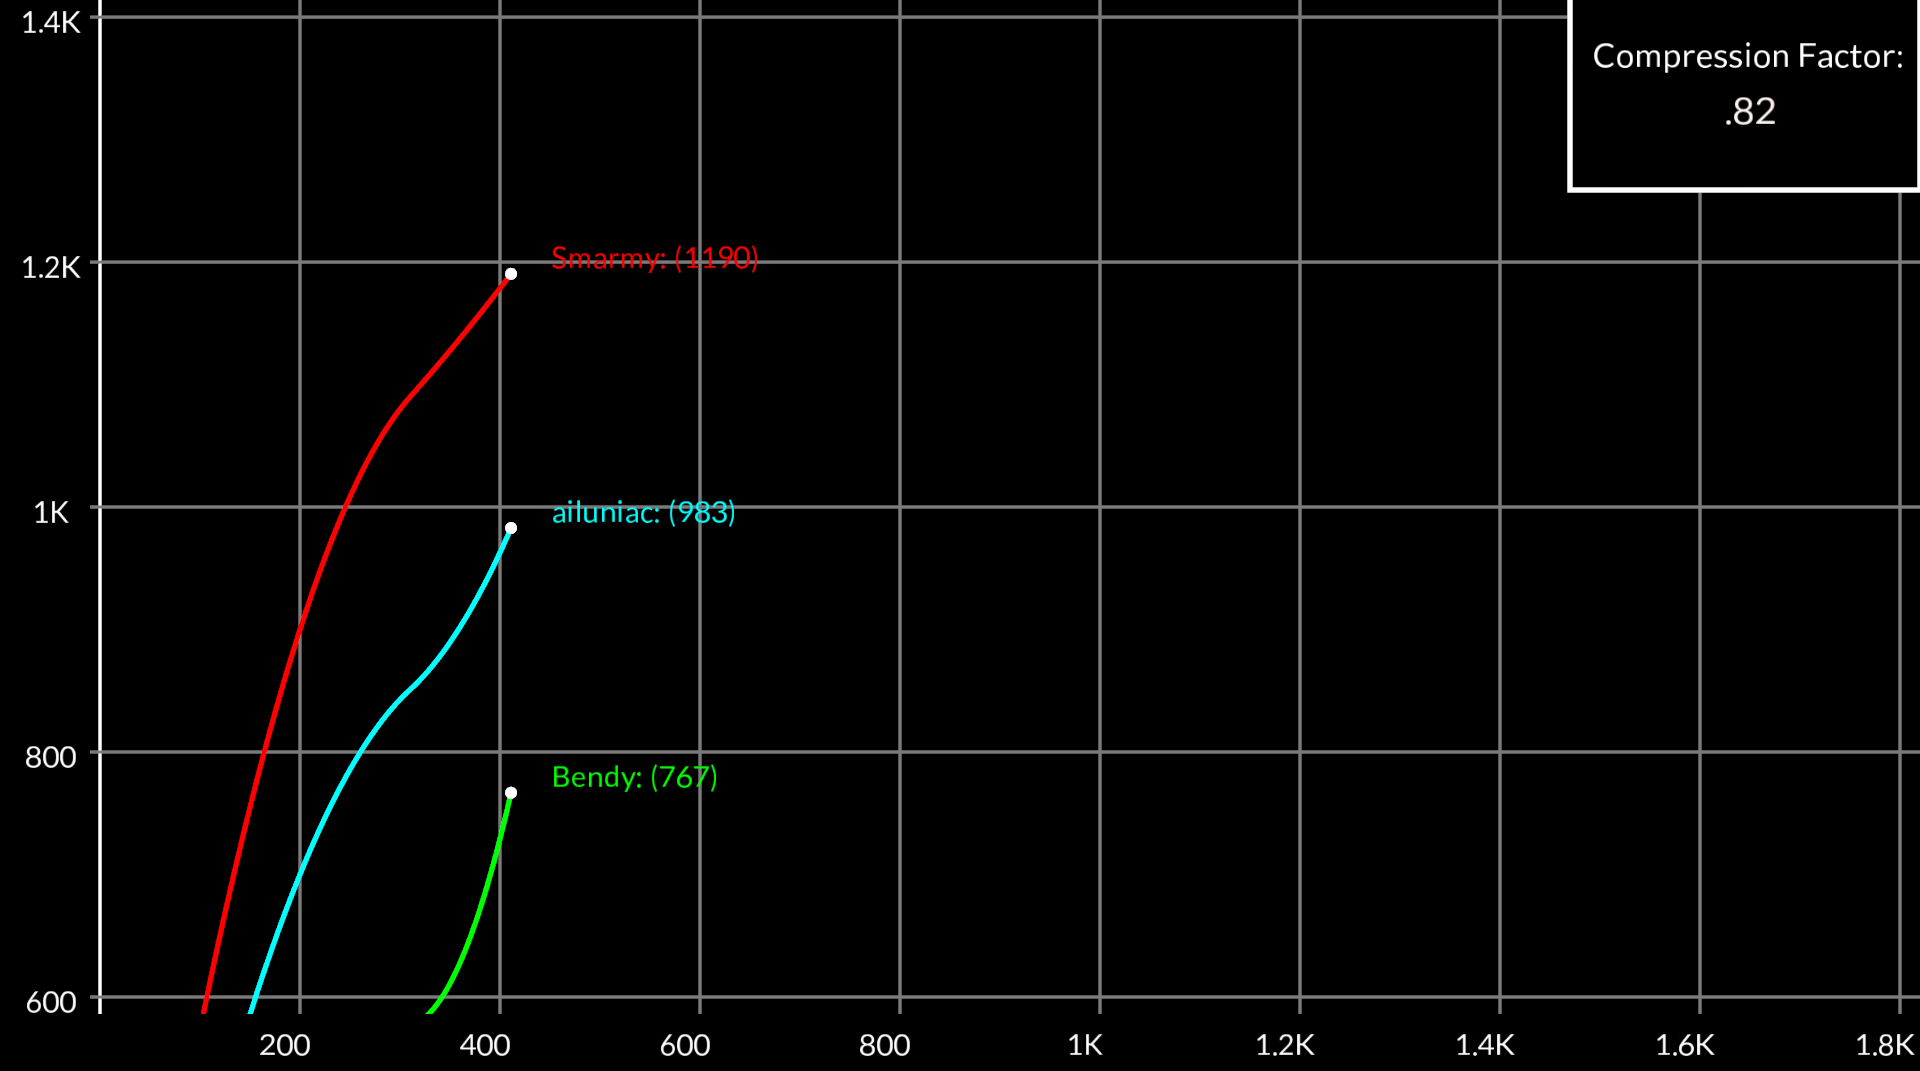 1.4K
Compression Factor:
.82
Smarmy: (1190)
1.2K
ailuniac: (983)
1K
Bendy: (767)
800
600
200 400 600 800 1K 1.2K 1.4K 1.6K 1.8K